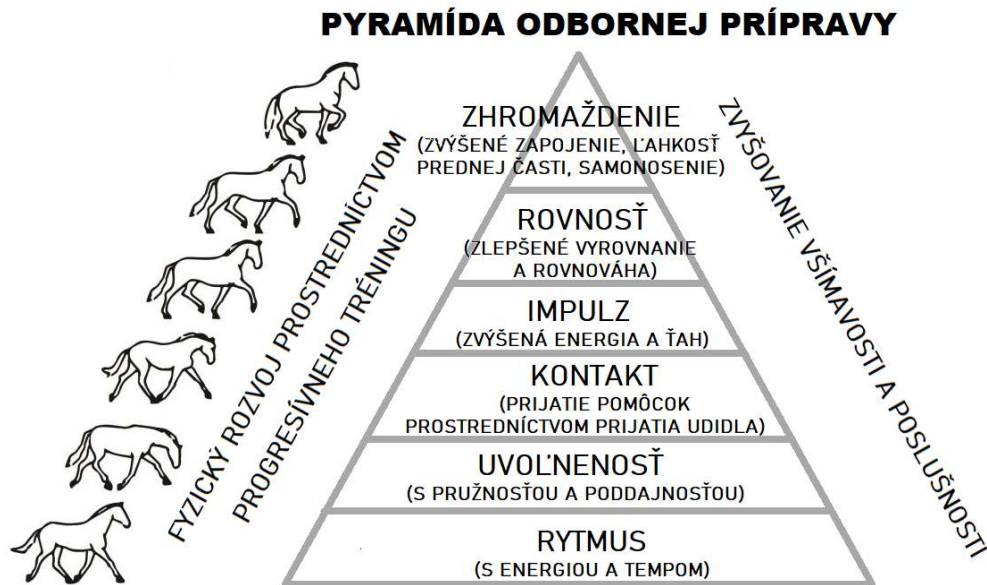 PYRAMÍDA ODBORNEJ PRÍPRAVY
ZHROMAŽDENIE
(ZVÝŠENÉ ZAPOJENIE, ĽAHKOSŤ
PREDNEJ ČASTI, SAMONOSENIE)
ROVNOSŤ
(ZLEPŠENÉ VYROVNANIE
A ROVNOVÁHA)
IMPULZ
(ZVÝŠENÁ ENERGIA A ŤAH)
KONTAKT
(PRIJATIE POMÔCOK
PROSTREDNÍCTVOM PRIJATIA UDIDLA)
UVOĽNENOSŤ
(S PRUŽNOSŤOU A PODDAJNOSŤOU)
RYTMUS
(S ENERGIOU A TEMPOM)
FYZICKÝ ROZVOJ PROSTREDNÍCTVOM
PROGRESÍVNEHO TRÉNINGU
ZVYŠOVANIE VŠÍMAVOSTI A POSLUŠNOSTI